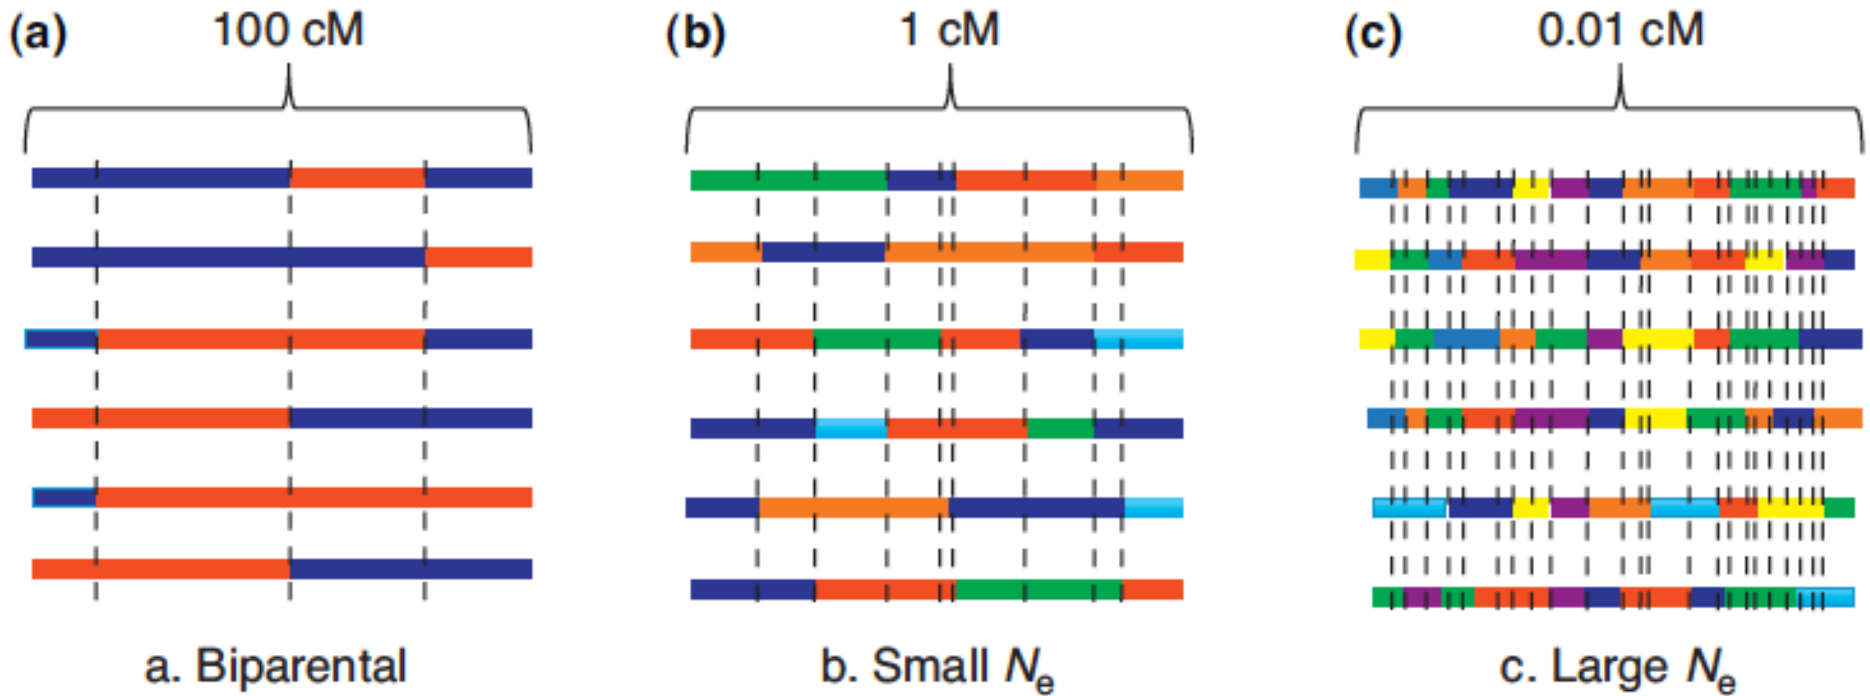 (a) 100 cM
(b) 1 cM
(c) 0.01 cM
a. Biparental
b. Small Ne
c. Large Ne